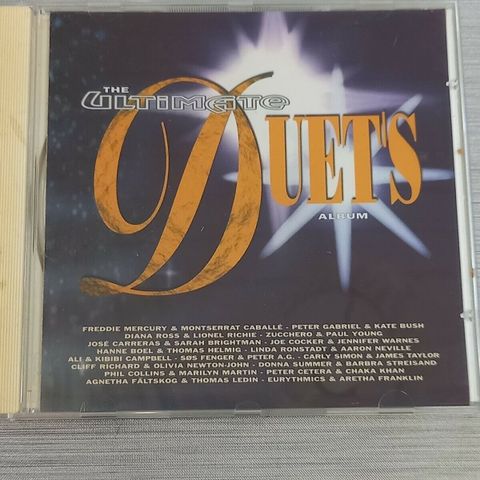 THE
ULTIMATE
DUETS
ALBUM
FREDDIE MERCURY & MONTSERRAT CABALLÈ - PETER GABRIEL & KATE BUSH
DIANA ROSS & LIONEL RICHIE - ZUCCHERO & PAUL YOUNG
JOSÉ CARRERAS & SARAH BRIGHTMAN - JOE COCKER & JENNIFER WARNES
HANNE BOEL & THOMAS HELMIG - LINDA RONSTADT & AARON NEVILLE
ALI & KIBIBI CAMPBELL - SØS FENGER & PETER A.G. - CARLY SIMON & JAMES TAYLOR
CLIFF RICHARD & OLIVIA NEWTON-JOHN - DONNA SUMMER & BARBRA STREISAND
PHIL COLLINS & MARILYN MARTIN - PETER CETERA & CHAKA KHAN
AGNETHA FÄLTSKOG & THOMAS LEDIN - EURYTHMICS & ARETHA FRANKLIN